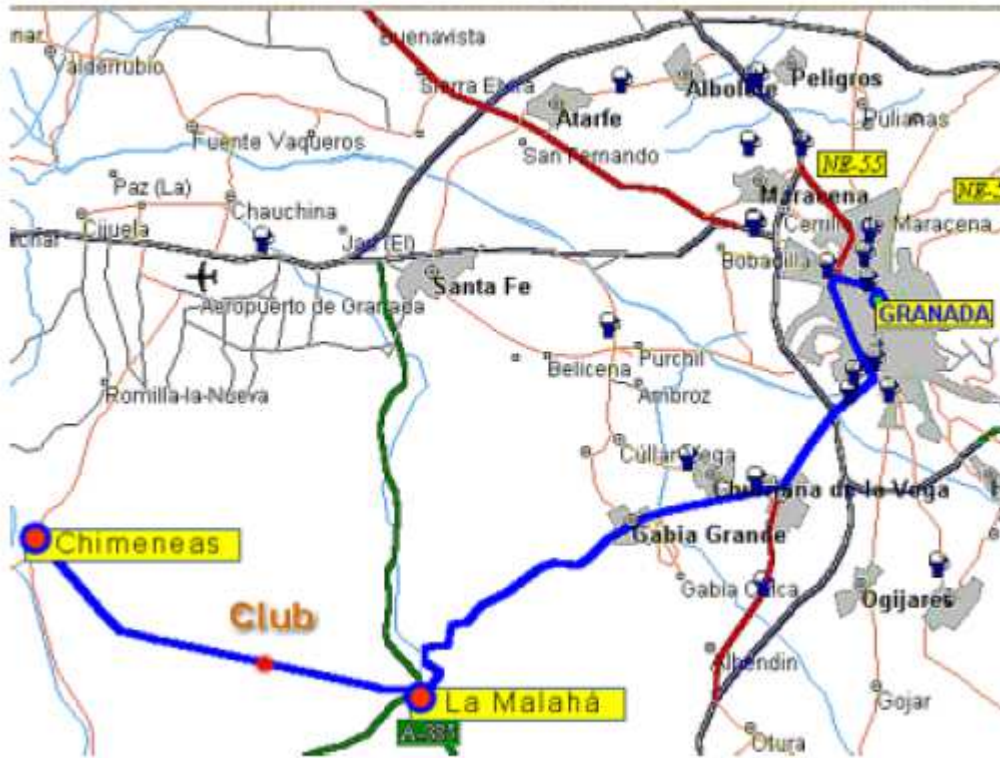 Buenavista
Valderrubio
Sierra Elvira
Peligros
Albolote
Atarfe
Pulianas
Fuente Vaqueros
San Fernando
NE-55
Paz (La)
Maracena
Chauchina
Cerrillo de Maracena
Cijuela
Jau (El)
Bobadilla
Santa Fe
Aeropuerto de Granada
GRANADA
Purchil
Belicena
Romilla-la-Nueva
Ambroz
Cúllar Vega
Churriana de la Vega
Gabia Grande
Chimeneas
Gabia Chica
Ogijares
Club
Alhendin
La Malahá
Gojar
A-385
Otura